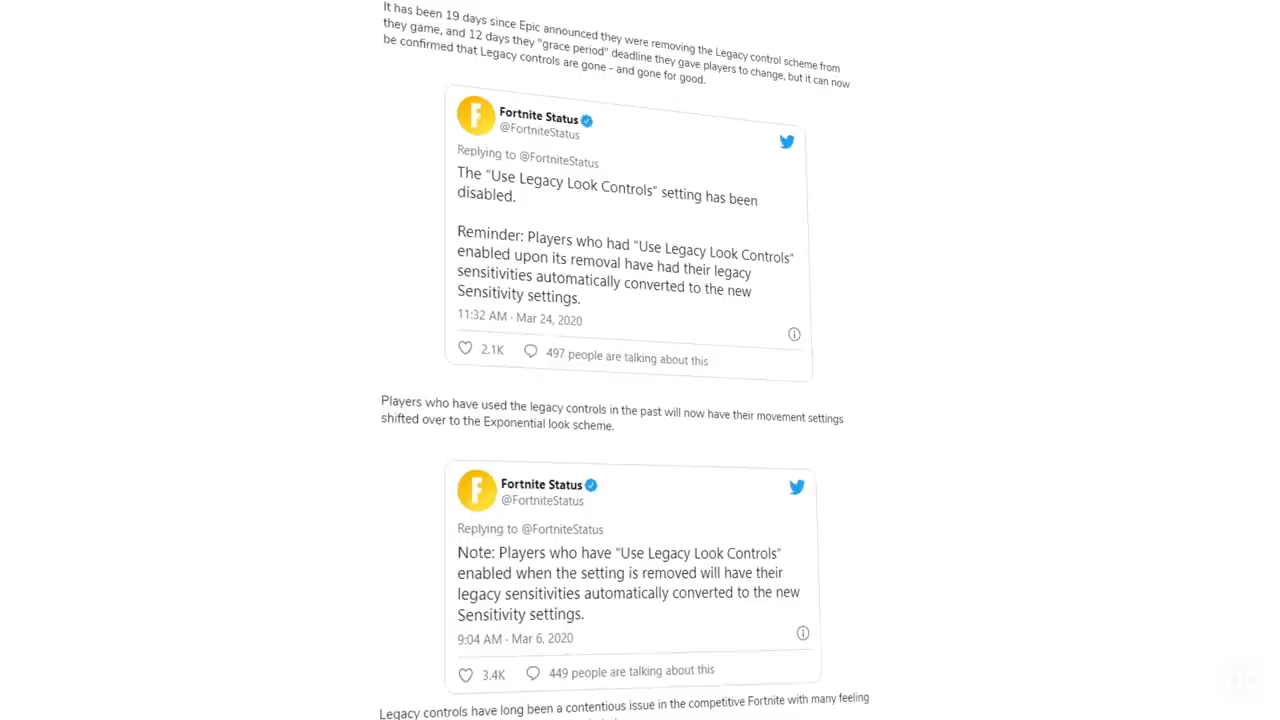 It has been 19 days since Epic announced they were removing the Legacy control scheme from
they game, and 12 days they "grace period" deadline they gave players to change, but it can now
be confirmed that Legacy controls are gone - and gone for good.
Fortnite Status
@FortniteStatus
Replying to @FortniteStatus
The “Use Legacy Look Controls” setting has been
disabled.
Reminder: Players who had “Use Legacy Look Controls”
enabled upon its removal have had their legacy
sensitivities automatically converted to the new
Sensitivity settings.
11:32 AM · Mar 24, 2020
2.1K 497 people are talking about this
Players who have used the legacy controls in the past will now have their movement settings
shifted over to the Exponential look scheme.
Fortnite Status
@FortniteStatus
Replying to @FortniteStatus
Note: Players who have “Use Legacy Look Controls”
enabled when the setting is removed will have their
legacy sensitivities automatically converted to the new
Sensitivity settings.
9:04 AM · Mar 6, 2020
3.4K 449 people are talking about this
Legacy controls have long been a contentious issue in the competitive Fortnite with many feeling